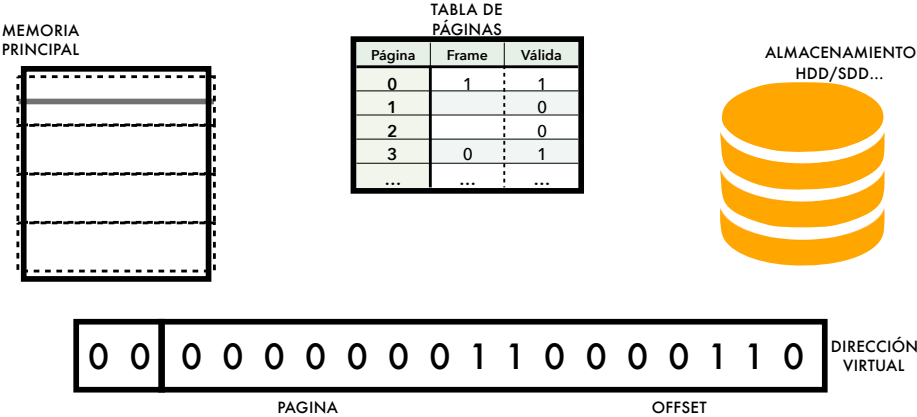 MEMORIA
PRINCIPAL
TABLA DE
PÁGINAS
Página Frame Válida
0 1 1
1 0
2 0
3 0 1
... ... ...
ALMACENAMIENTO
HDD/SDD...
0 0 0 0 0 0 0 0 0 1 1 0 0 0 0 1 1 0
DIRECCIÓN
VIRTUAL
PAGINA OFFSET